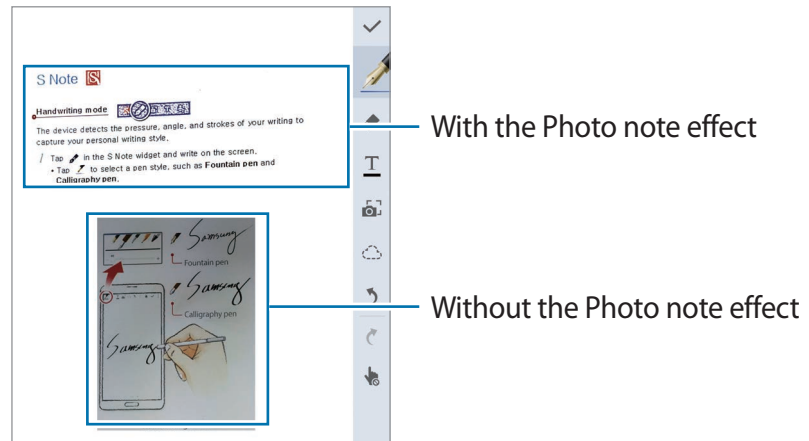 S Note
Handwriting mode
The device detects the pressure, angle, and strokes of your writing to
capture your personal writing style.
1 Tap in the S Note widget and write on the screen.
• Tap to select a pen style, such as Fountain pen and
Calligraphy pen.
With the Photo note effect
T
Samsung
Fountain pen
Samsung
Calligraphy pen
Samsung
Without the Photo note effect